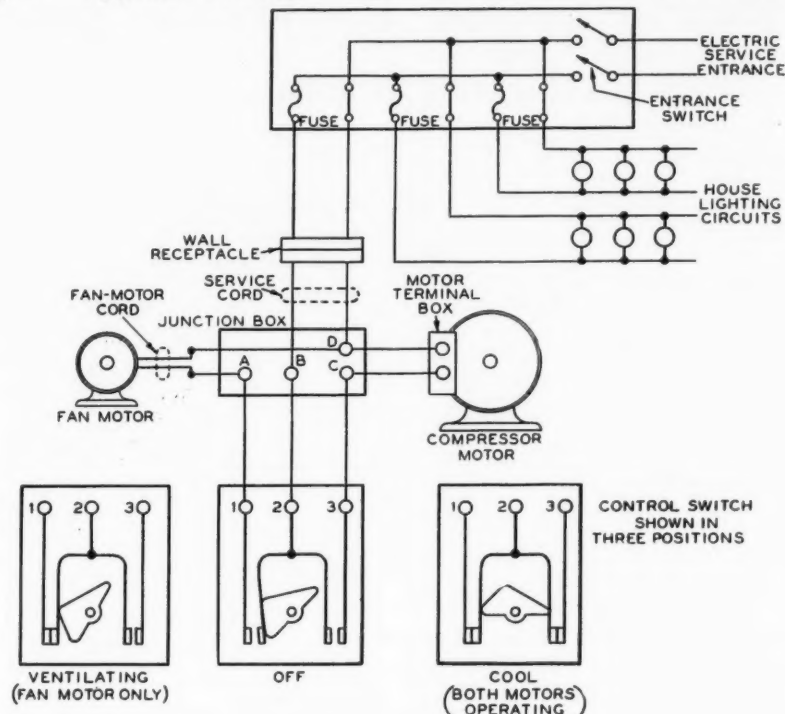 ELECTRIC
SERVICE
ENTRANCE
ENTRANCE
SWITCH
FUSE
FUSE
FUSE
HOUSE
LIGHTING
CIRCUITS
WALL
RECEPTACLE
SERVICE
CORD
MOTOR
TERMINAL
BOX
FAN-MOTOR
CORD
JUNCTION BOX
A
B
C
D
FAN MOTOR
COMPRESSOR
MOTOR
1 2 3
1 2 3
1 2 3
CONTROL SWITCH
SHOWN IN
THREE POSITIONS
VENTILATING
(FAN MOTOR ONLY)
OFF
COOL
(BOTH MOTORS
OPERATING